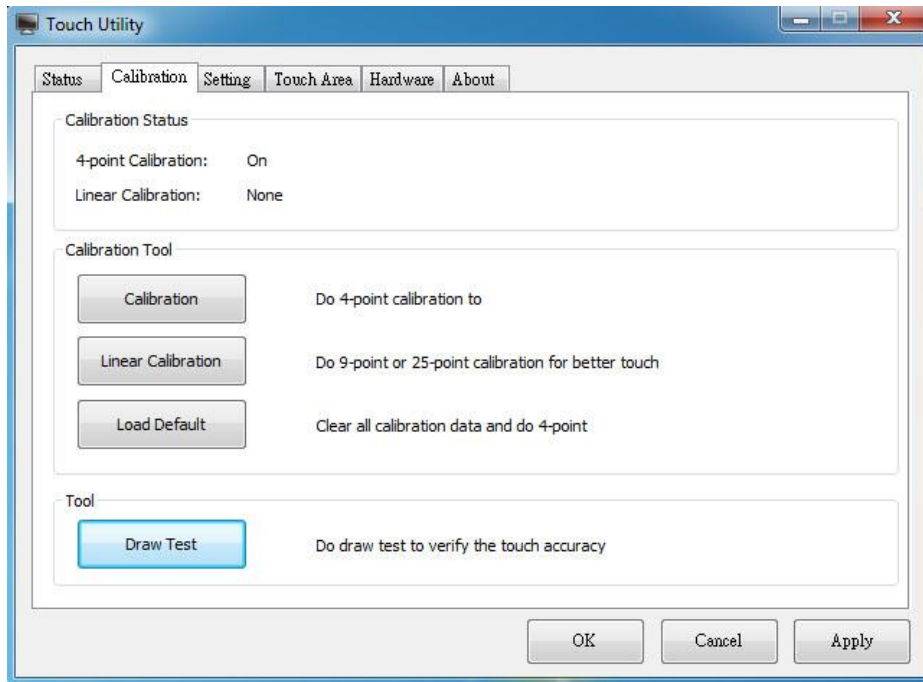 Touch Utility
Status Calibration Setting Touch Area Hardware About
Calibration Status
4-point Calibration: On
Linear Calibration: None
Calibration Tool
Calibration Do 4-point calibration to
Linear Calibration Do 9-point or 25-point calibration for better touch
Load Default Clear all calibration data and do 4-point
Tool
Draw Test Do draw test to verify the touch accuracy
OK Cancel Apply